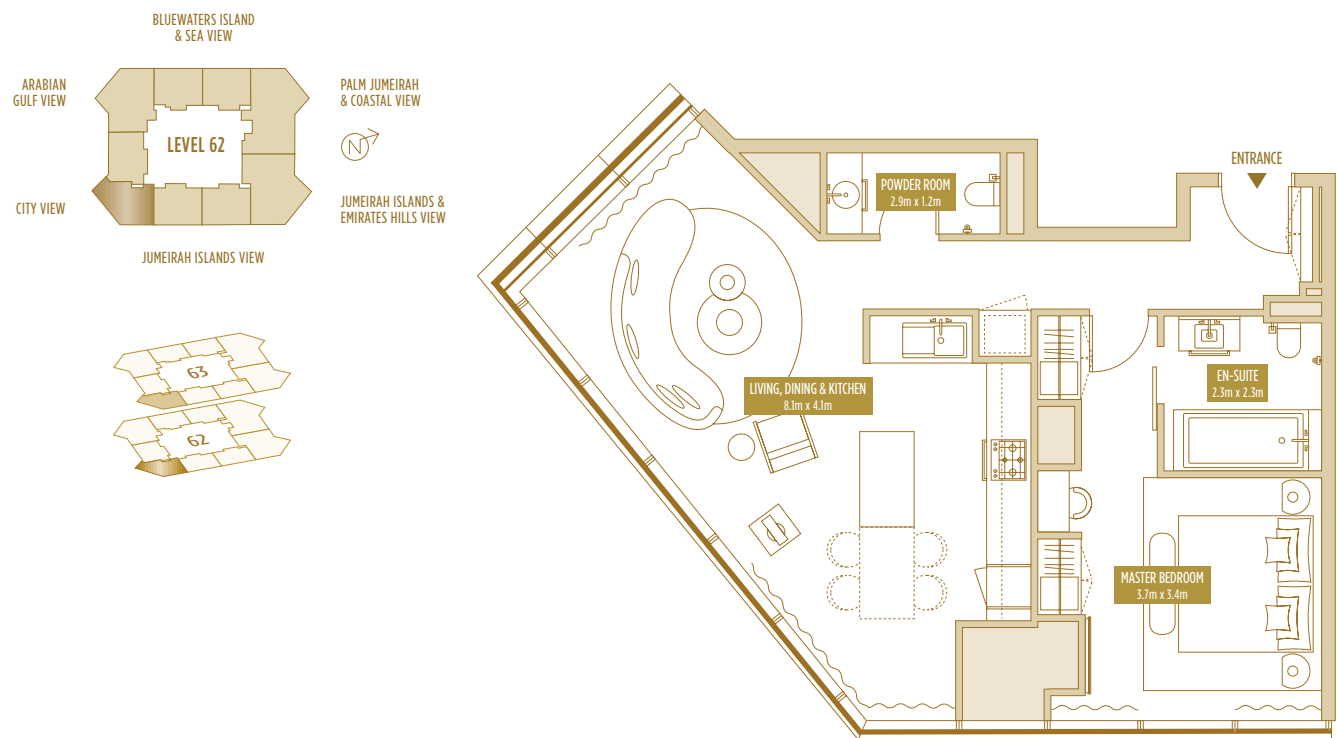 BLUEWATERS ISLAND
& SEA VIEW
ARABIAN
GULF VIEW
PALM JUMEIRAH
& COASTAL VIEW
LEVEL 62
N
CITY VIEW
JUMEIRAH ISLANDS &
EMIRATES HILLS VIEW
JUMEIRAH ISLANDS VIEW
63
62
ENTRANCE
POWDER ROOM
2.9m x 1.2m
LIVING, DINING & KITCHEN
8.1m x 4.1m
EN-SUITE
2.3m x 2.3m
MASTER BEDROOM
3.7m x 3.4m